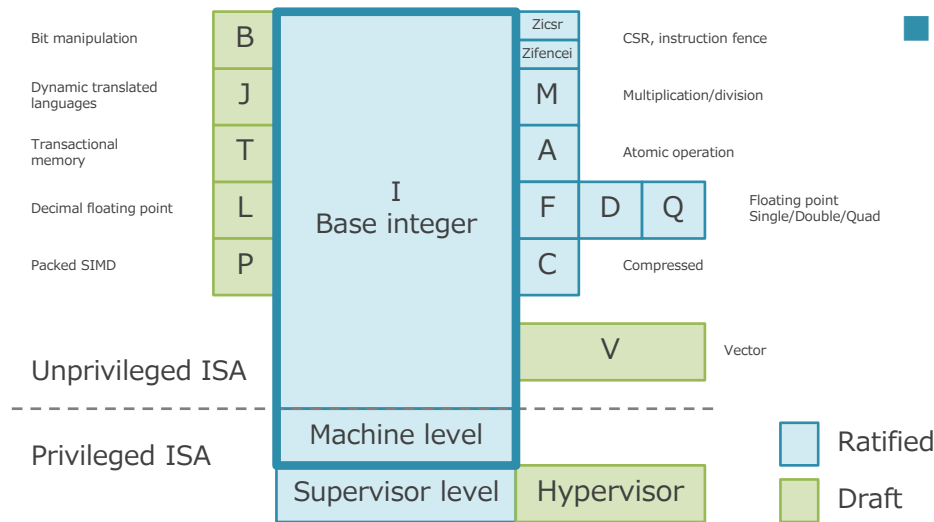 Bit manipulation
B
Zicsr
Zifencei
CSR, instruction fence
Dynamic translated
languages
J
M
Multiplication/division
Transactional
memory
T
A
Atomic operation
I
Base integer
Decimal floating point
L
F
D
Q
Floating point
Single/Double/Quad
Packed SIMD
P
C
Compressed
V
Vector
Unprivileged ISA
Machine level
Privileged ISA
Supervisor level
Hypervisor
Ratified
Draft